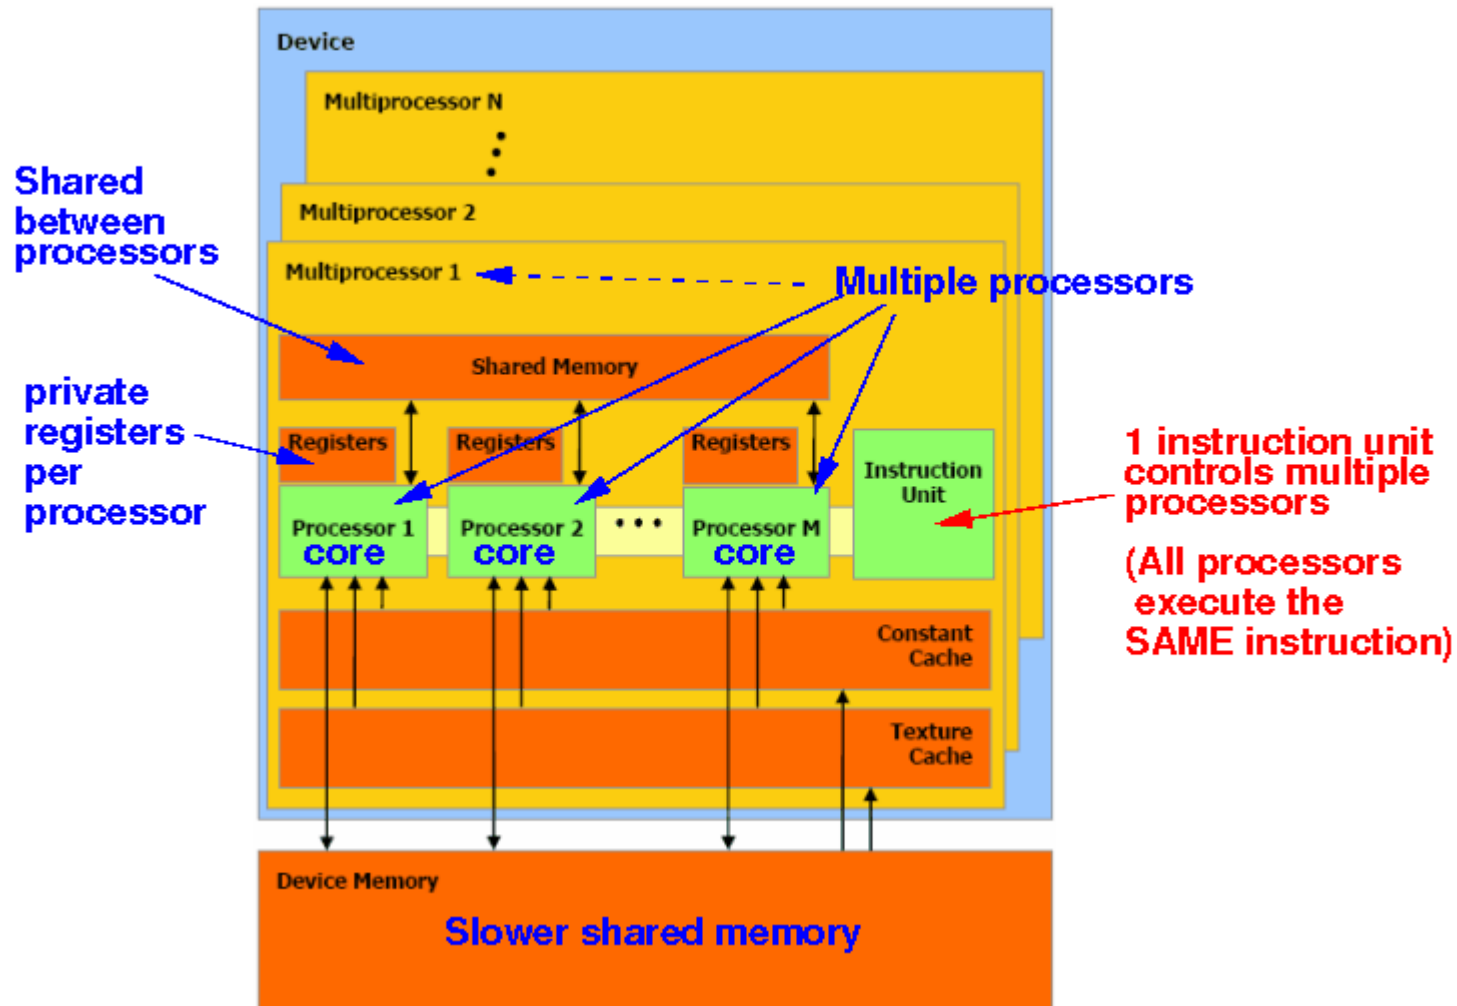 Device
Multiprocessor N
Shared
between
processors
Multiprocessor 2
Multiprocessor 1
Multiple processors
Shared Memory
private
registers
per
processor
Registers
Registers
Registers
Instruction
Unit
1 instruction unit
controls multiple
processors
(All processors
execute the
SAME instruction)
Processor 1
core
Processor 2
core
• • •
Processor M
core
Constant
Cache
Texture
Cache
Device Memory
Slower shared memory